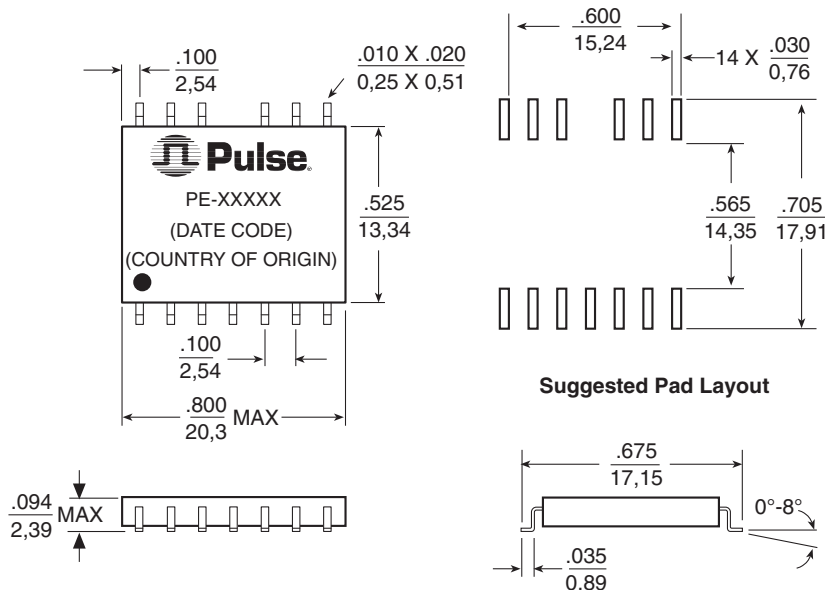 .100
2,54
.010 X .020
0,25 X 0,51
.600
15,24
14 X .030
0,76
Pulse
PE-XXXXX
(DATE CODE)
(COUNTRY OF ORIGIN)
.525
13,34
.565
14,35
.705
17,91
.100
2,54
.800
20,3
MAX
Suggested Pad Layout
.094
2,39
MAX
.675
17,15
0°-8°
.035
0.89